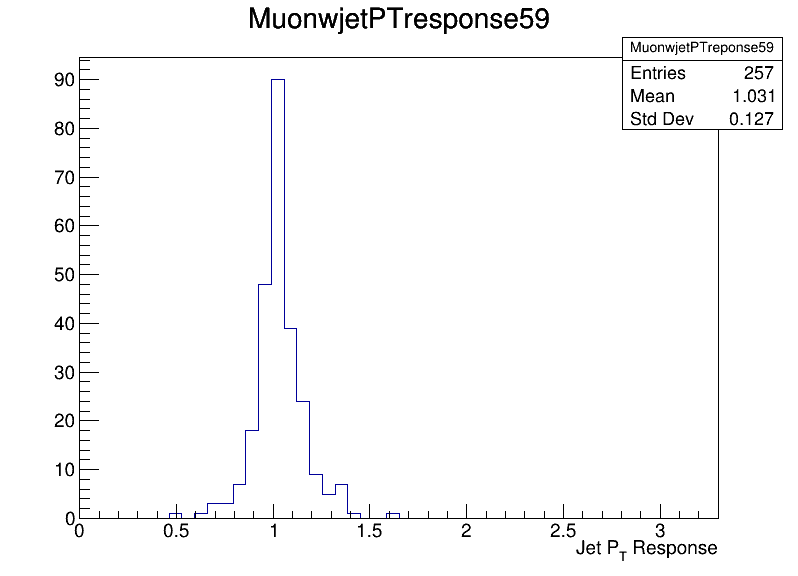 MuonwjetPTresponse59
MuonwjetPTreponse59
Entries 257
Mean 1.031
Std Dev 0.127
90
80
70
60
50
40
30
20
10
0
0 0.5 1 1.5 2 2.5 3
Jet P_T Response